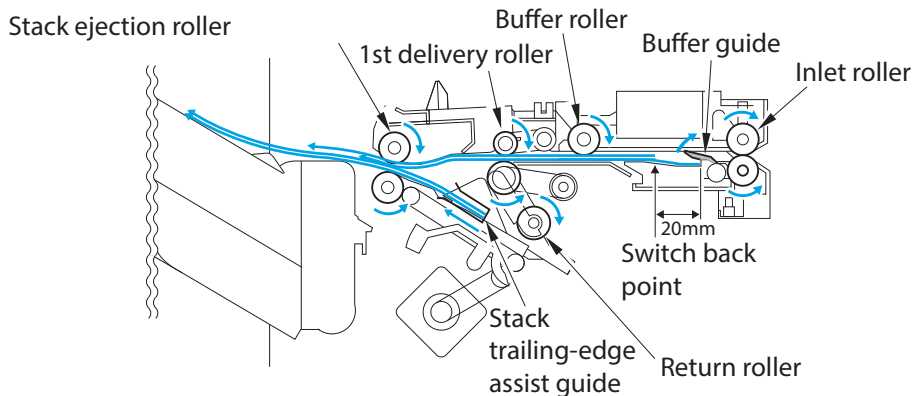 Stack ejection roller
1st delivery roller
Buffer roller
Buffer guide
Inlet roller
20mm
Switch back
point
Stack
trailing-edge
assist guide
Return roller